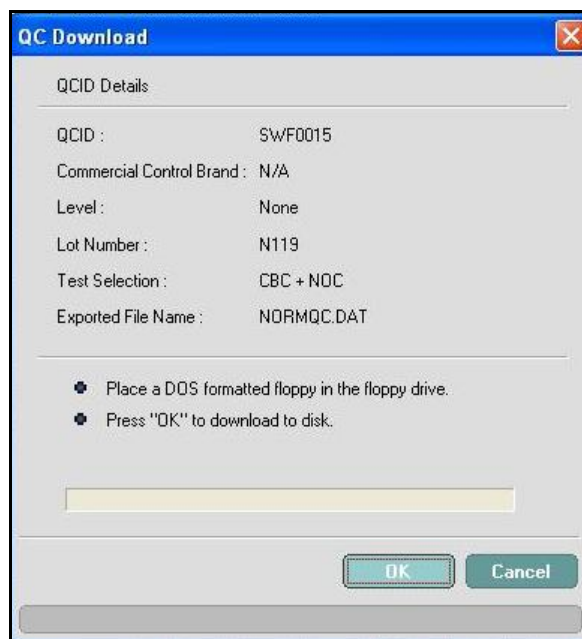 QC Download
QCID Details
QCID : SWF0015
Commercial Control Brand : N/A
Level : None
Lot Number : N119
Test Selection : CBC + NOC
Exported File Name : NORMQC.DAT
Place a DOS formatted floppy in the floppy drive.
Press "OK" to download to disk.
OK Cancel